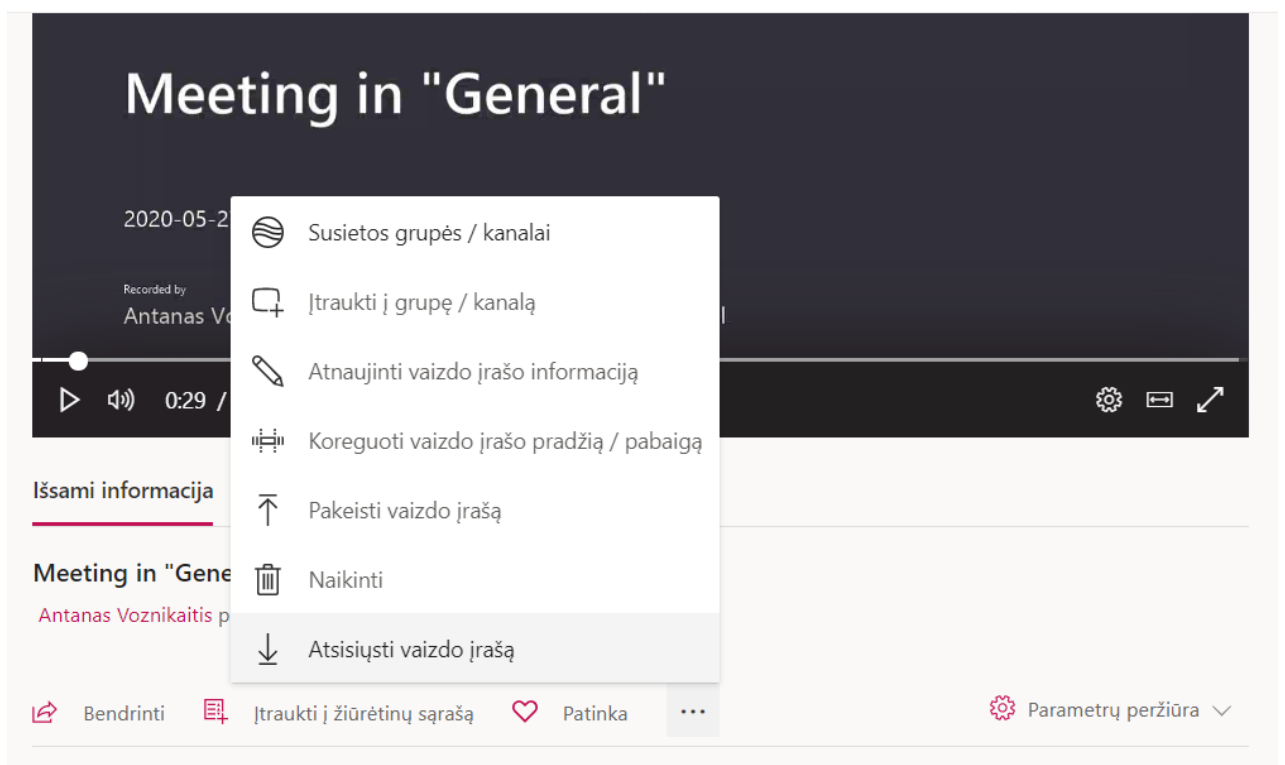 Meeting in "General"
2020-05-2
Susietos grupės / kanalai
Įtraukti į grupę / kanalą
Recorded by
Antanas
Atnaujinti vaizdo įrašo informaciją
0:29 /
Koreguoti vaizdo įrašo pradžią / pabaigą
Išsami informacija
Pakeisti vaizdo įrašą
Meeting in "Gene
Naikinti
Antanas Voznikaitis p
Atsisiųsti vaizdo įrašą
Bendrinti Įtraukti į žiūrėtinų sąrašą Patinka ... Parametrų peržiūra